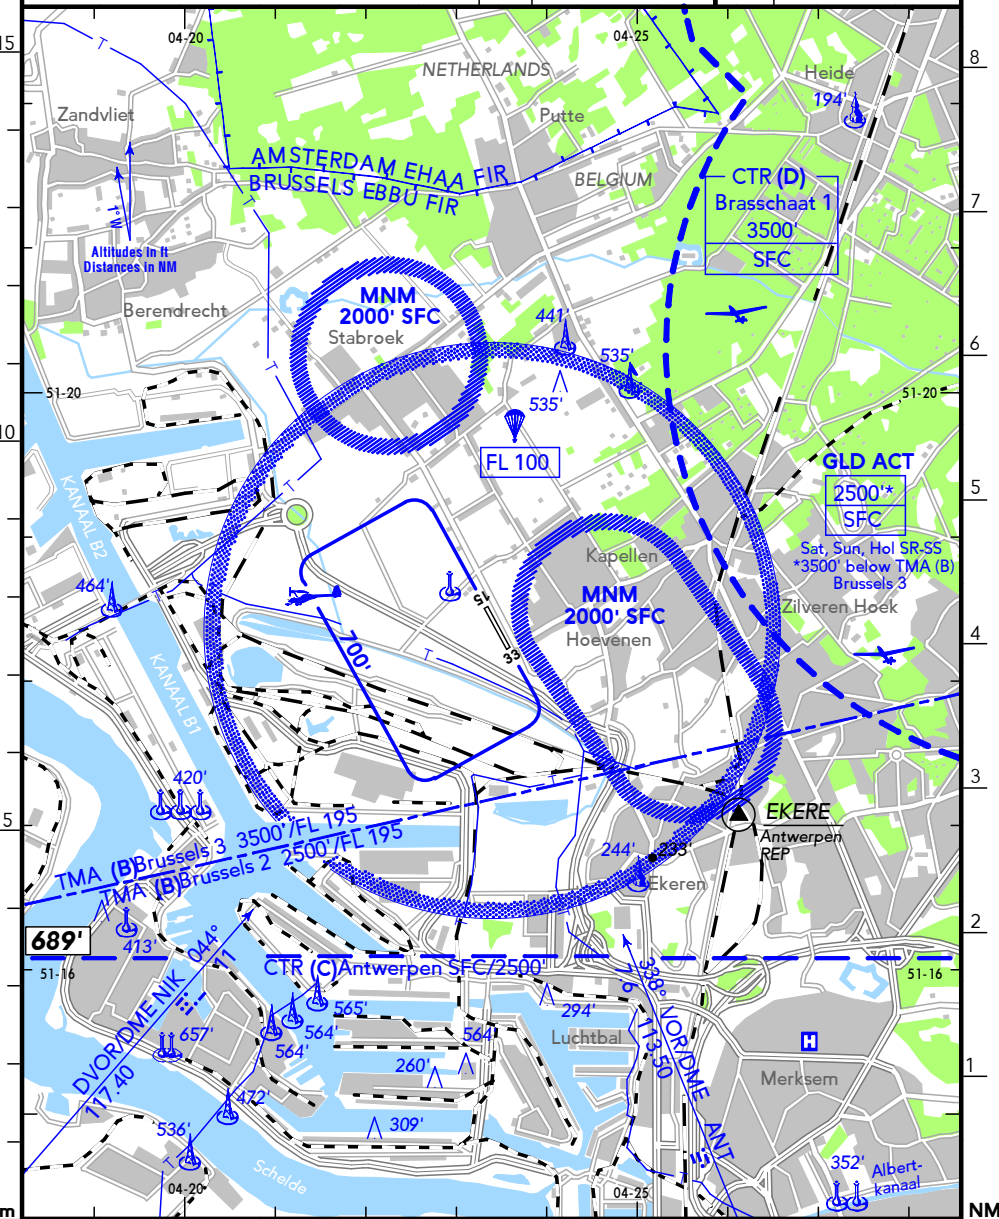 15
04-20
04-25
8
NETHERLANDS
Heide
194'
Zandvliet
Putte
AMSTERDAM EHAA FIR
BRUSSELS EBBU FIR
BELGIUM
CTR (D)
Brasschaat 1
3500'
SFC
7
1°W
Altitudes in ft
Distances in NM
Berendrecht
MNM
2000' SFC
Stabroek
441'
535'
6
51-20
535'
51-20
10
FL 100
GLD ACT
2500'*
SFC
5
Sat, Sun, Hol SR-SS
*3500' below TMA (B)
Brussels 3
KANAAL B2
Kapellen
464'
MNM
2000' SFC
Hoevenen
Zilveren Hoek
700'
33
4
KANAAL B1
420'
3
5
TMA (B)Brussels 3 3500'/FL 195
TMA (B)Brussels 2 2500'/FL 195
EKERE
Antwerpen
REP
244'
233'
Ekeren
413'
689'
2
51-16
CTR (C)Antwerpen SFC/2500'
51-16
DVOR/DME NIK 044°
117.40
11
565'
564'
564'
657'
294'
564'
260'
309'
472'
536'
Luchtbal
338° VOR/DME ANT
7,6
113.50
H
Merksem
1
Schelde
352'
Albert-
kanaal
04-20
04-25
m
NM
T
T
T
T
T
T
T
T
T